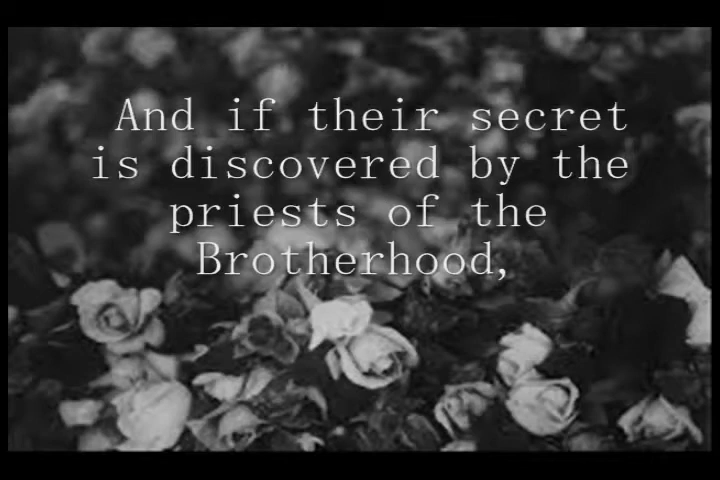 And if their secret
is discovered by the
priests of the
Brotherhood,